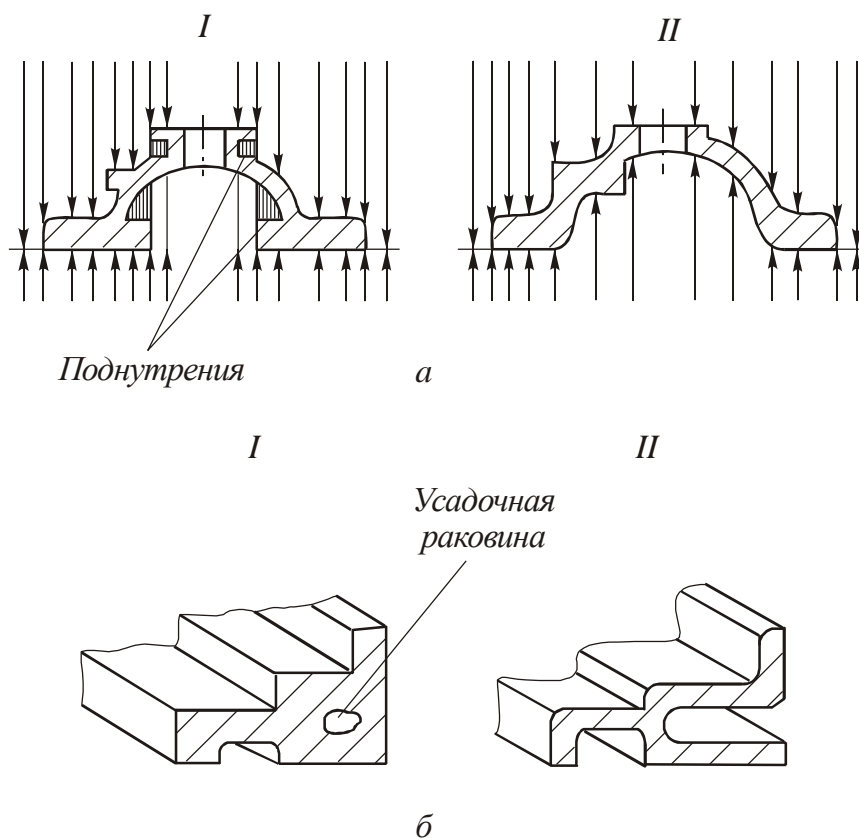 I
II
Поднутрения
а
I
II
Усадочная
раковина
б